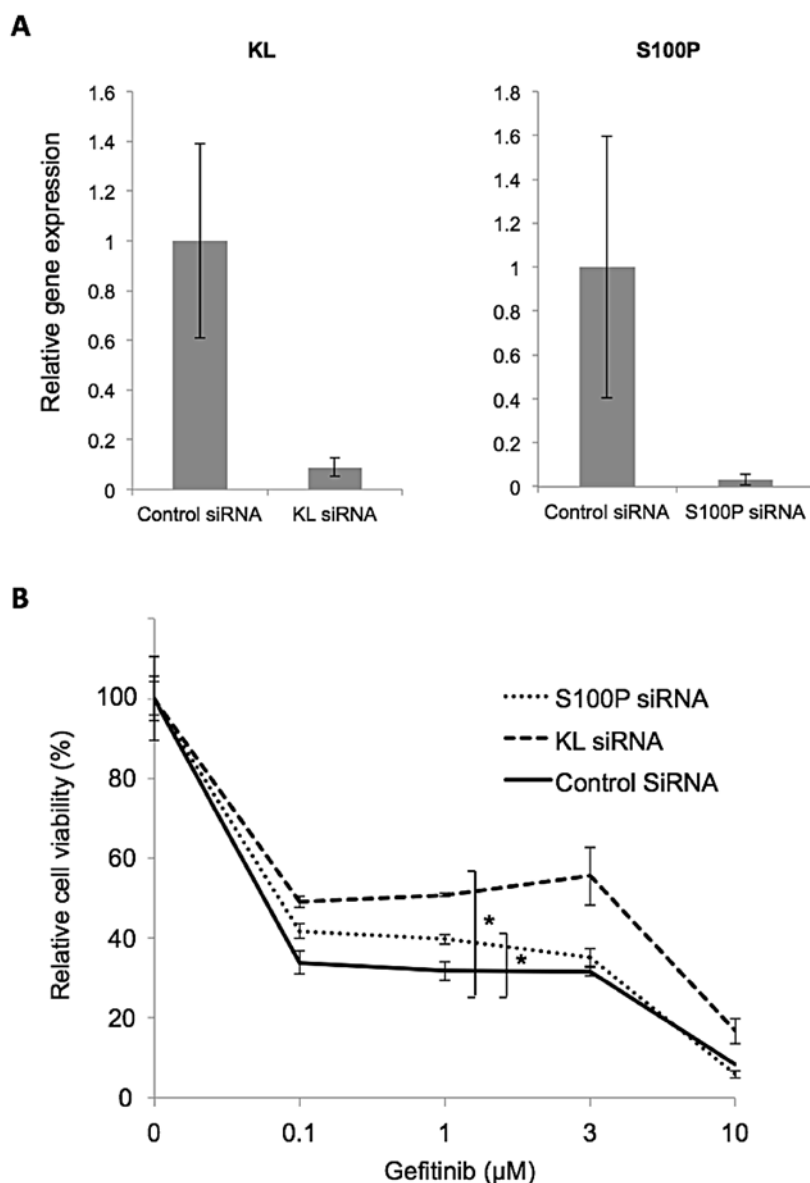 A
KL
S100P
Relative gene expression
1.6
1.4
1.2
1
0.8
0.6
0.4
0.2
0
Control siRNA
KL siRNA
1.8
1.6
1.4
1.2
1
0.8
0.6
0.4
0.2
0
Control siRNA
S100P siRNA
B
Relative cell viability (%)
100
80
60
40
20
0
S100P siRNA
KL siRNA
Control SiRNA
*
*
0
0.1
1
3
10
Gefitinib (µM)